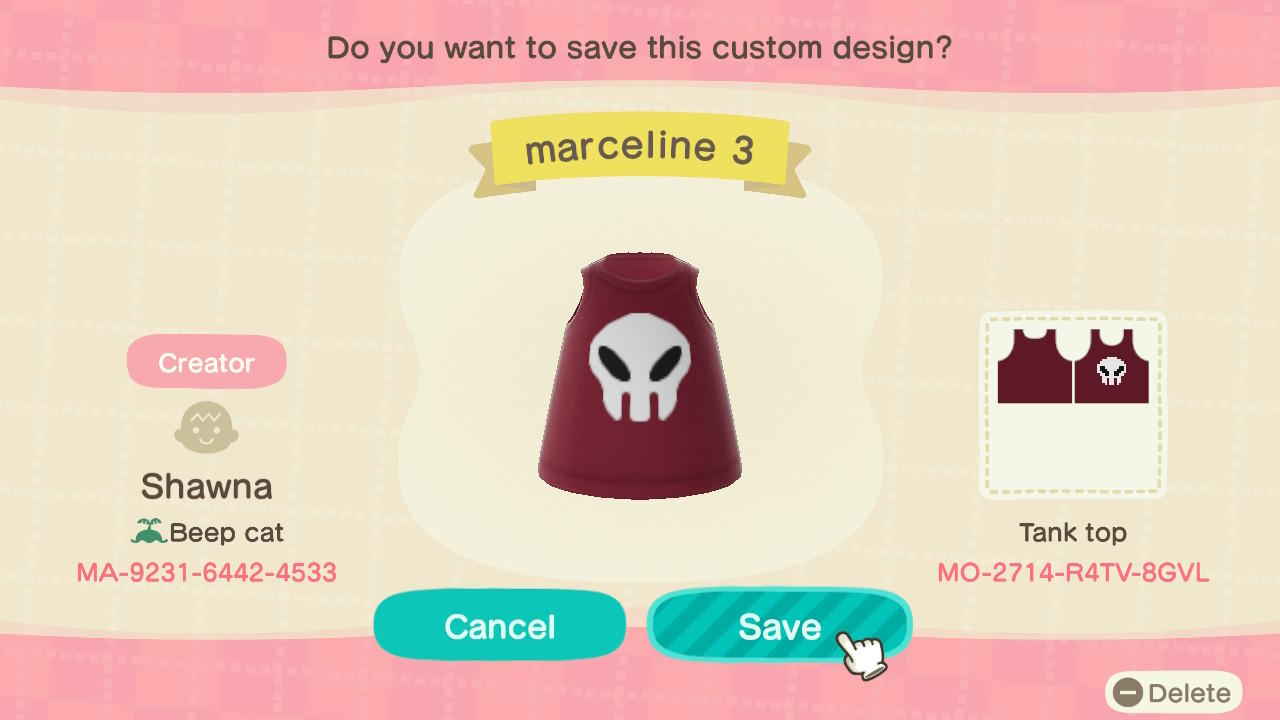 Do you want to save this custom design?
marceline 3
Creator
Shawna
Beep cat
MA-9231-6442-4533
Tank top
MO-2714-R4TV-8GVL
Cancel
Save
Delete